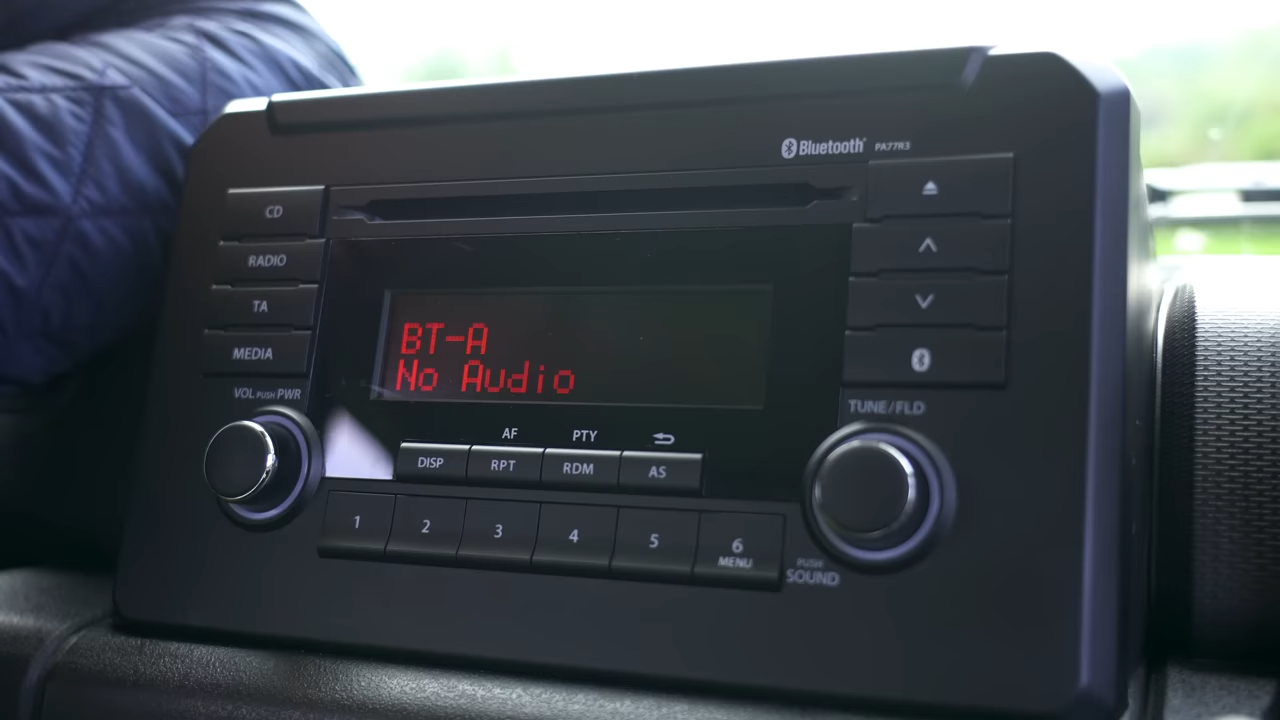 Bluetooth® PA77R3
CD
RADIO
TA
MEDIA
VOL PUSH PWR
BT-A
No Audio
TUNE/FLD
AF PTY
DISP RPT RDM AS
1 2 3 4 5 6
MENU
PUSH
SOUND